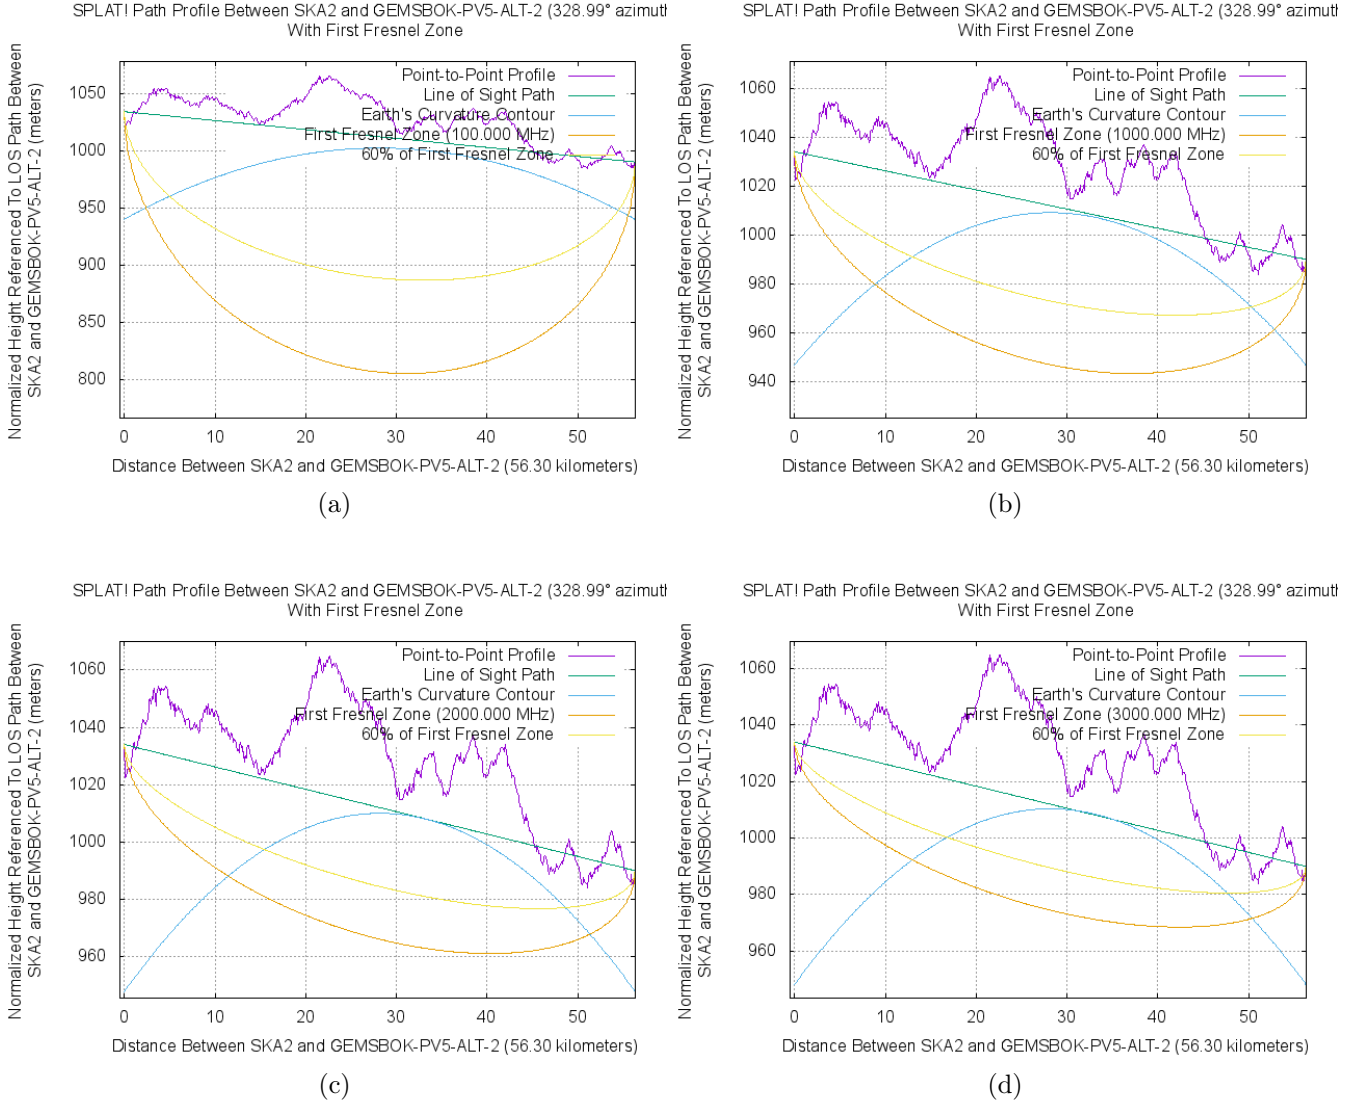 SPLAT! Path Profile Between SKA2 and GEMSBOK-PV5-ALT-2 (328.99° azimuth
With First Fresnel Zone
Normalized Height Referenced To LOS Path Between
SKA2 and GEMSBOK-PV5-ALT-2 (meters)
Point-to-Point Profile
Line of Sight Path
Earth's Curvature Contour
First Fresnel Zone (100.000 MHz)
60% of First Fresnel Zone
1050
1000
950
900
850
800
0 10 20 30 40 50
Distance Between SKA2 and GEMSBOK-PV5-ALT-2 (56.30 kilometers)
(a)
SPLAT! Path Profile Between SKA2 and GEMSBOK-PV5-ALT-2 (328.99° azimut
With First Fresnel Zone
Normalized Height Referenced To LOS Path Between
SKA2 and GEMSBOK-PV5-ALT-2 (meters)
Point-to-Point Profile
Line of Sight Path
Earth's Curvature Contour
First Fresnel Zone (1000.000 MHz)
60% of First Fresnel Zone
1060
1040
1020
1000
980
960
940
0 10 20 30 40 50
Distance Between SKA2 and GEMSBOK-PV5-ALT-2 (56.30 kilometers)
(b)
SPLAT! Path Profile Between SKA2 and GEMSBOK-PV5-ALT-2 (328.99° azimuth
With First Fresnel Zone
Normalized Height Referenced To LOS Path Between
SKA2 and GEMSBOK-PV5-ALT-2 (meters)
Point-to-Point Profile
Line of Sight Path
Earth's Curvature Contour
First Fresnel Zone (2000.000 MHz)
60% of First Fresnel Zone
1060
1040
1020
1000
980
960
0 10 20 30 40 50
Distance Between SKA2 and GEMSBOK-PV5-ALT-2 (56.30 kilometers)
(c)
SPLAT! Path Profile Between SKA2 and GEMSBOK-PV5-ALT-2 (328.99° azimut
With First Fresnel Zone
Normalized Height Referenced To LOS Path Between
SKA2 and GEMSBOK-PV5-ALT-2 (meters)
Point-to-Point Profile
Line of Sight Path
Earth's Curvature Contour
First Fresnel Zone (3000.000 MHz)
60% of First Fresnel Zone
1060
1040
1020
1000
980
960
0 10 20 30 40 50
Distance Between SKA2 and GEMSBOK-PV5-ALT-2 (56.30 kilometers)
(d)